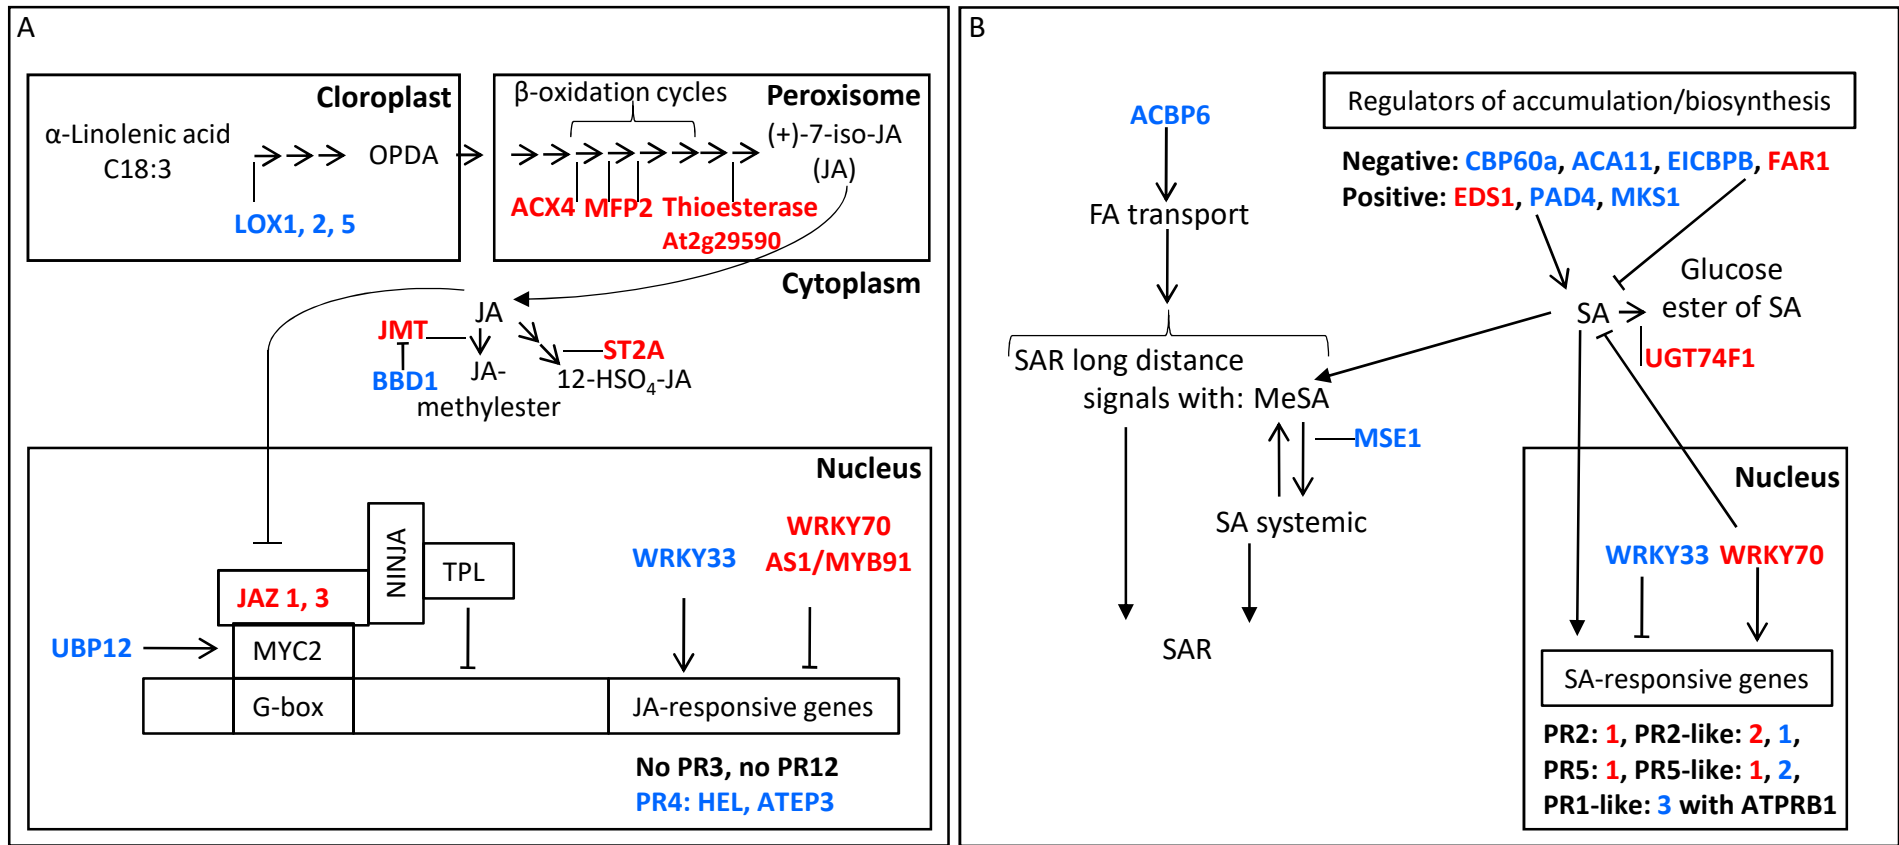 A
Cloroplast
α-Linolenic acid
C18:3
OPDA
LOX1, 2, 5
β-oxidation cycles
Peroxisome
(+)-7-iso-JA
(JA)
ACX4 MFP2 Thioesterase
At2g29590
Cytoplasm
JA
JMT
ST2A
BBD1
JA-
methylester
12-HSO4-JA
Nucleus
NINJA
TPL
JAZ 1, 3
WRKY33
WRKY70
AS1/MYB91
UBP12
MYC2
G-box
JA-responsive genes
No PR3, no PR12
PR4: HEL, ATEP3
B
ACBP6
FA transport
Regulators of accumulation/biosynthesis
Negative: CBP60a, ACA11, EICBPB, FAR1
Positive: EDS1, PAD4, MKS1
SA
Glucose
ester of SA
UGT74F1
SAR long distance
signals with: MeSA
MSE1
SA systemic
SAR
Nucleus
WRKY33 WRKY70
SA-responsive genes
PR2: 1, PR2-like: 2, 1,
PR5: 1, PR5-like: 1, 2,
PR1-like: 3 with ATPRB1